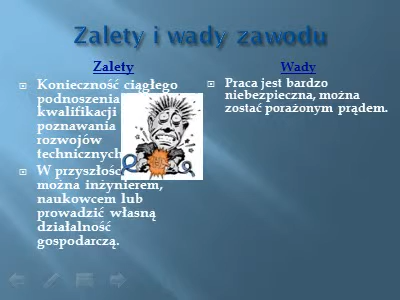 Zalety i wady zawodu
Zalety
Konieczność ciągłego
podnoszenia
kwalifikacji
poznawania
rozwojów
technicznych
W przyszłośc
można inżynierem,
naukowcem lub
prowadzić własną
działalność
gospodarczą.
Wady
Praca jest bardzo
niebezpieczna, można
zostać porażonym prądem.